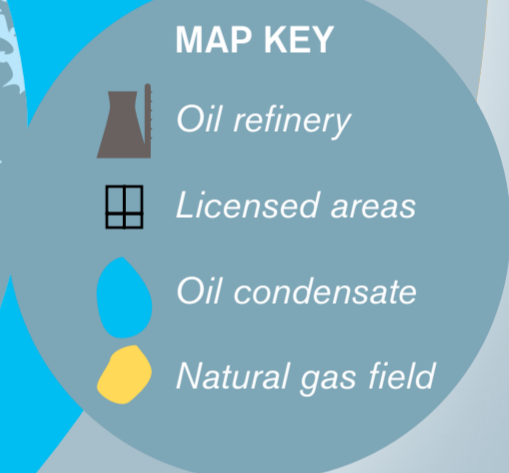 MAP KEY
Oil refinery
Licensed areas
Oil condensate
Natural gas field